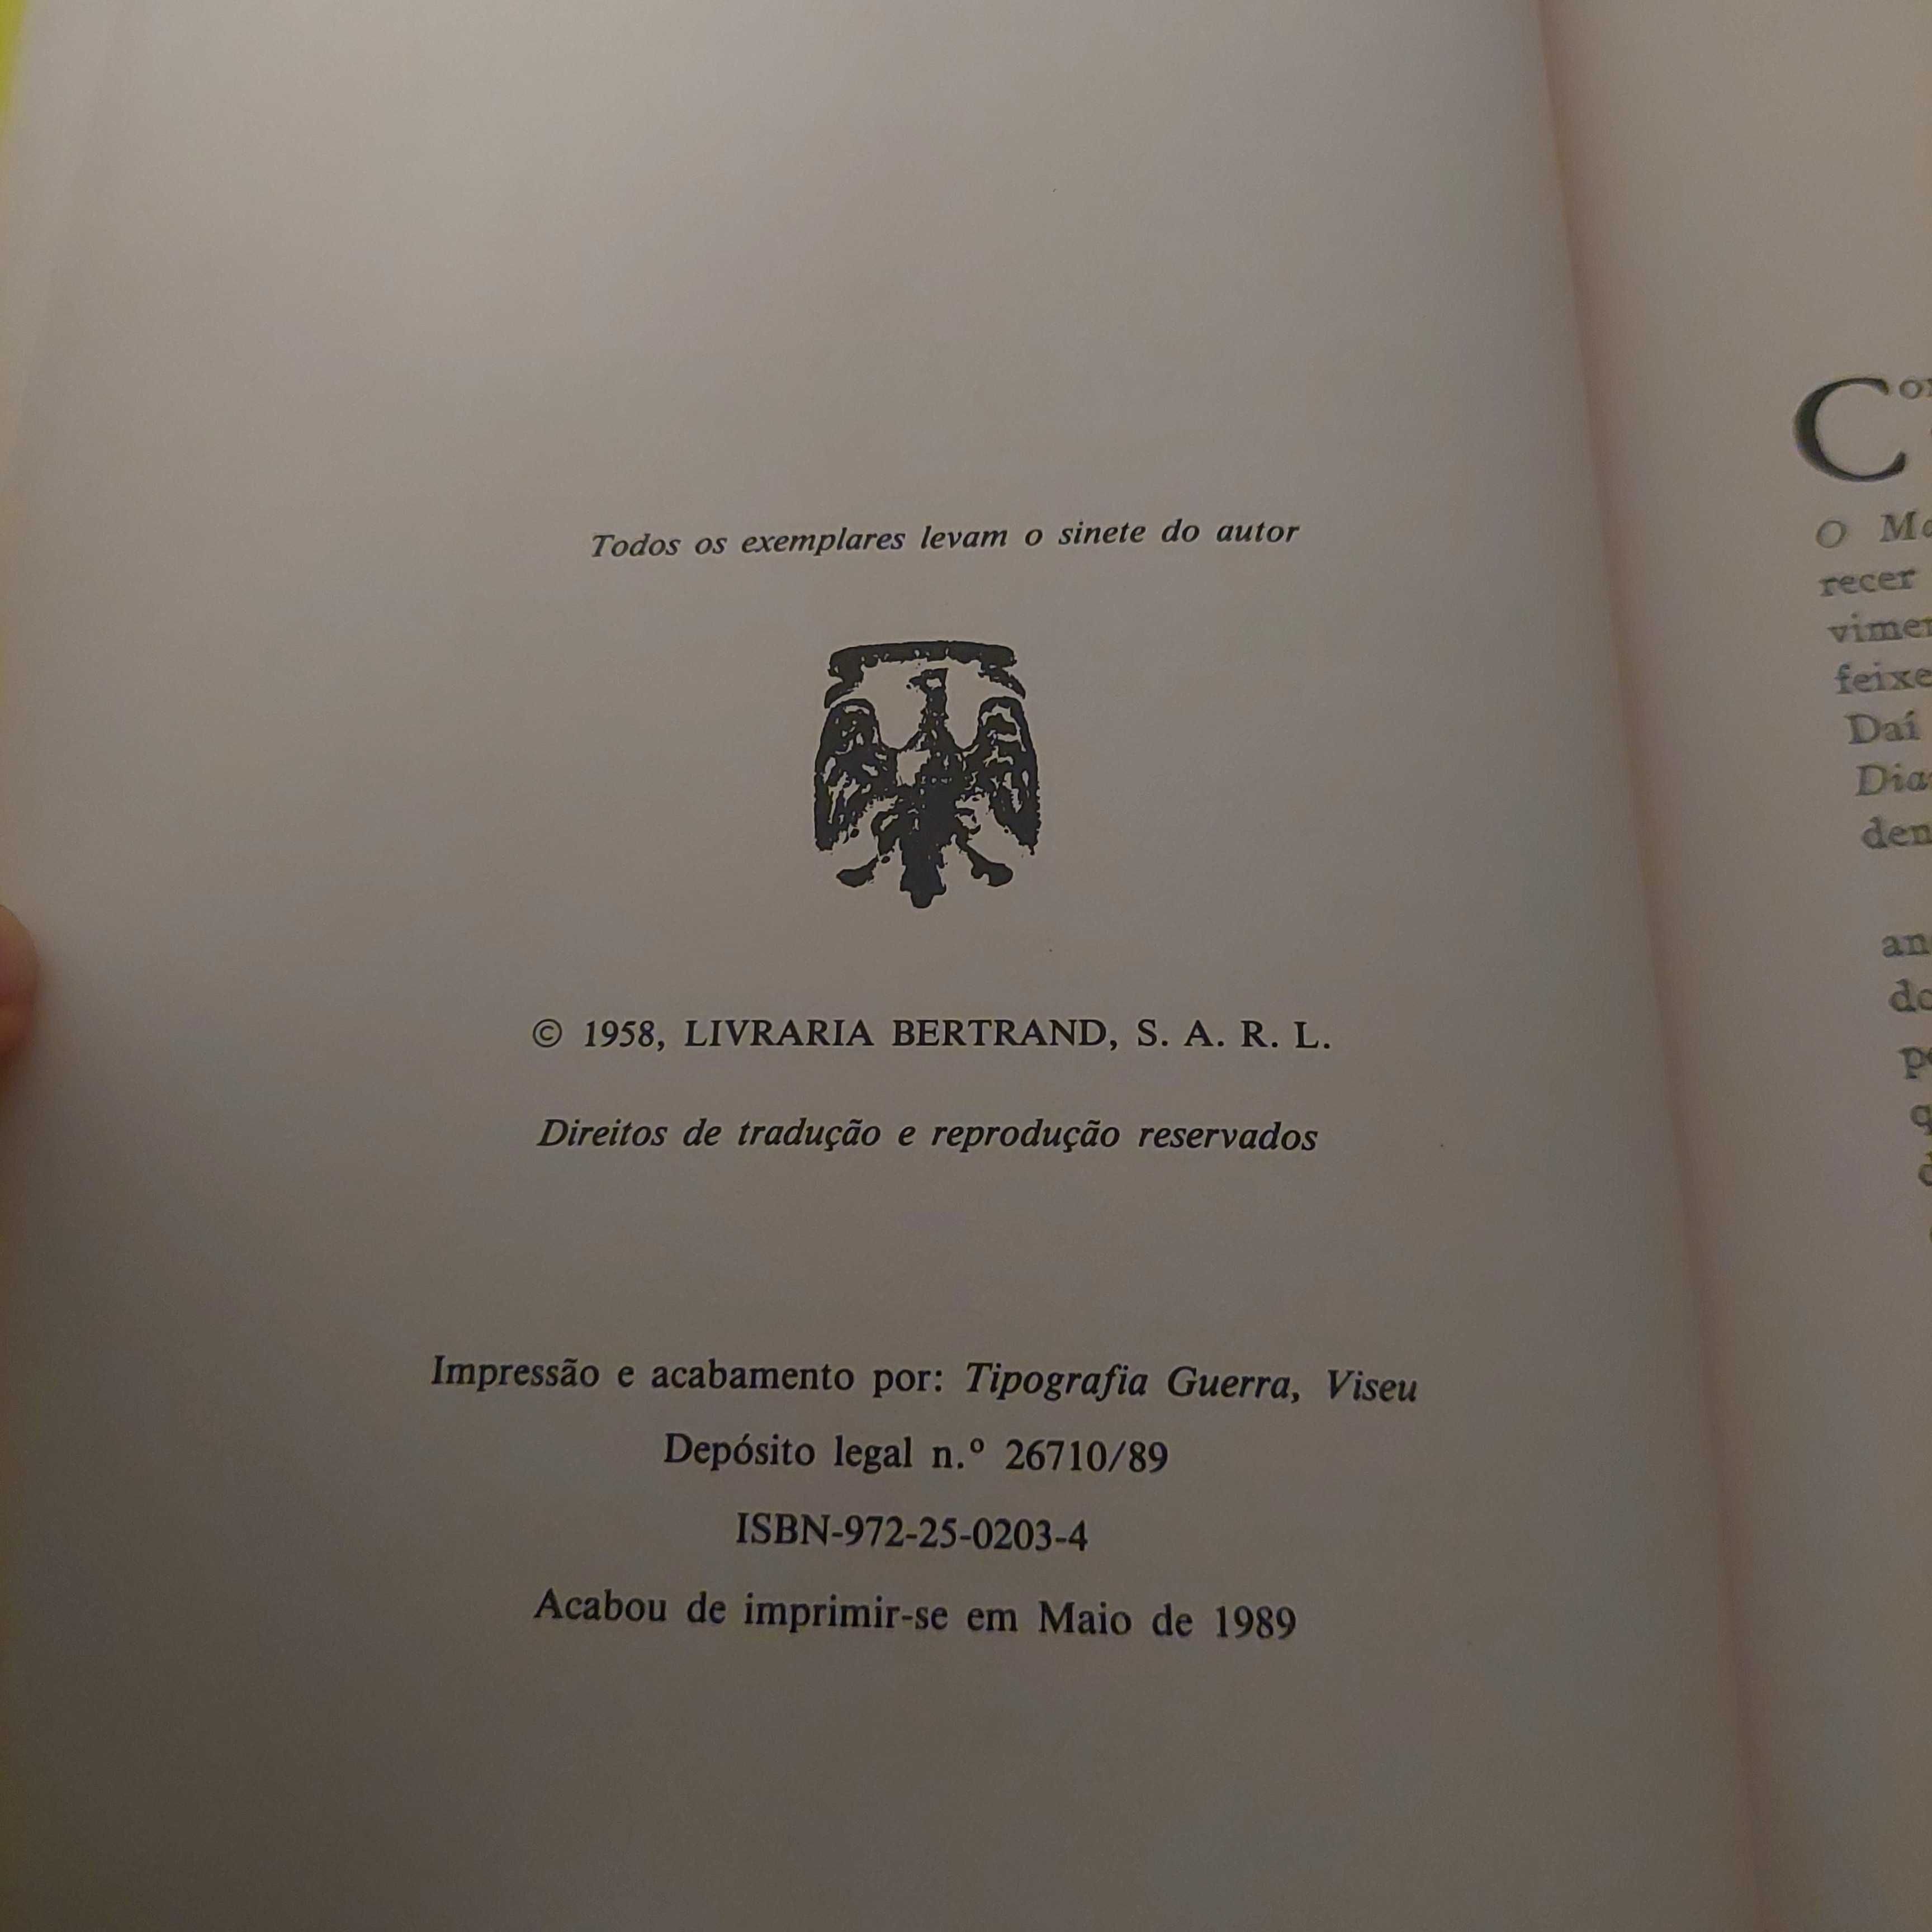 Todos os exemplares levam o sinete do autor
© 1958, LIVRARIA BERTRAND, S. A. R. L.
Direitos de tradução e reprodução reservados
Impressão e acabamento por: Tipografia Guerra, Viseu
Depósito legal n.º 26710/89
ISBN-972-25-0203-4
Acabou de imprimir-se em Maio de 1989
O
recer
feixe
Daí